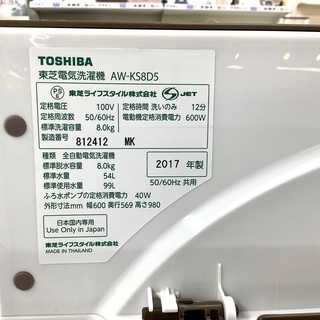 TOSHIBA
東芝電気洗濯機 AW-KS8D5
PS E 東芝ライフスタイル株式会社 S JET
定格電圧 100V 定格時間 洗いのみ 12分
定格周波数 50/60Hz 電動機定格消費電力 600W
標準洗濯容量 8.0kg
製造番号 812412 MK
種類 全自動電気洗濯機 2017 年製
標準脱水容量 8.0kg
標準水量 54L 50/60Hz 共用
標準使用水量 99L
ふろ水ポンプの定格消費電力 40W
外形寸法mm 幅600 奥行569 高さ980
日本国内専用
Use Only in Japan
東芝ライフスタイル株式会社
MADE IN THAILAND